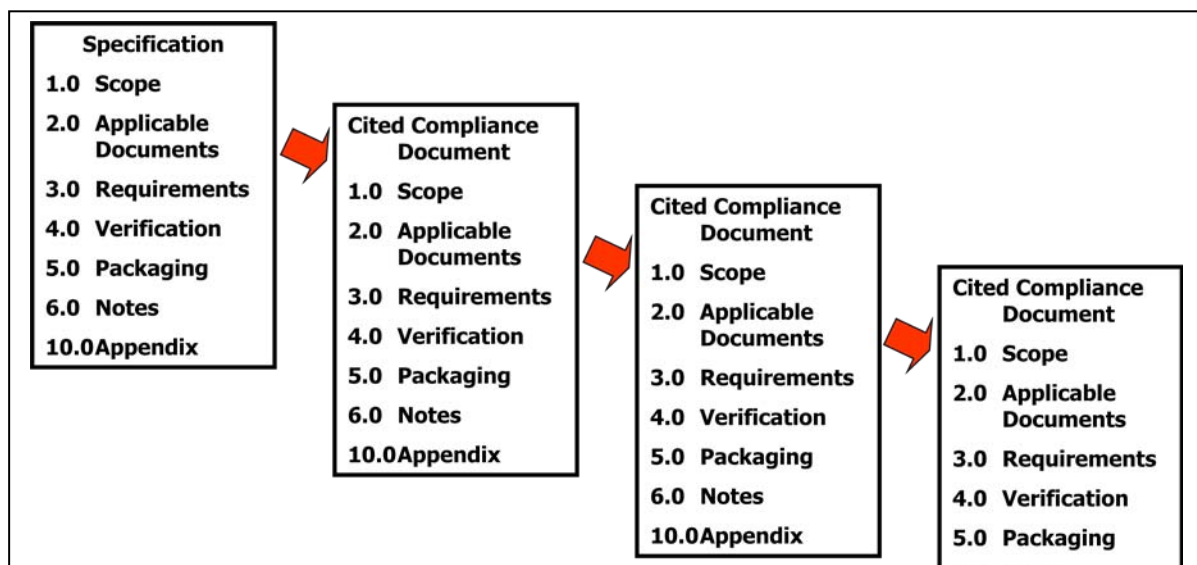 Specification
1.0 Scope
2.0 Applicable
Documents
3.0 Requirements
4.0 Verification
5.0 Packaging
6.0 Notes
10.0Appendix
Cited Compliance
Document
1.0 Scope
2.0 Applicable
Documents
3.0 Requirements
4.0 Verification
5.0 Packaging
6.0 Notes
10.0Appendix
Cited Compliance
Document
1.0 Scope
2.0 Applicable
Documents
3.0 Requirements
4.0 Verification
5.0 Packaging
6.0 Notes
10.0Appendix
Cited Compliance
Document
1.0 Scope
2.0 Applicable
Documents
3.0 Requirements
4.0 Verification
5.0 Packaging